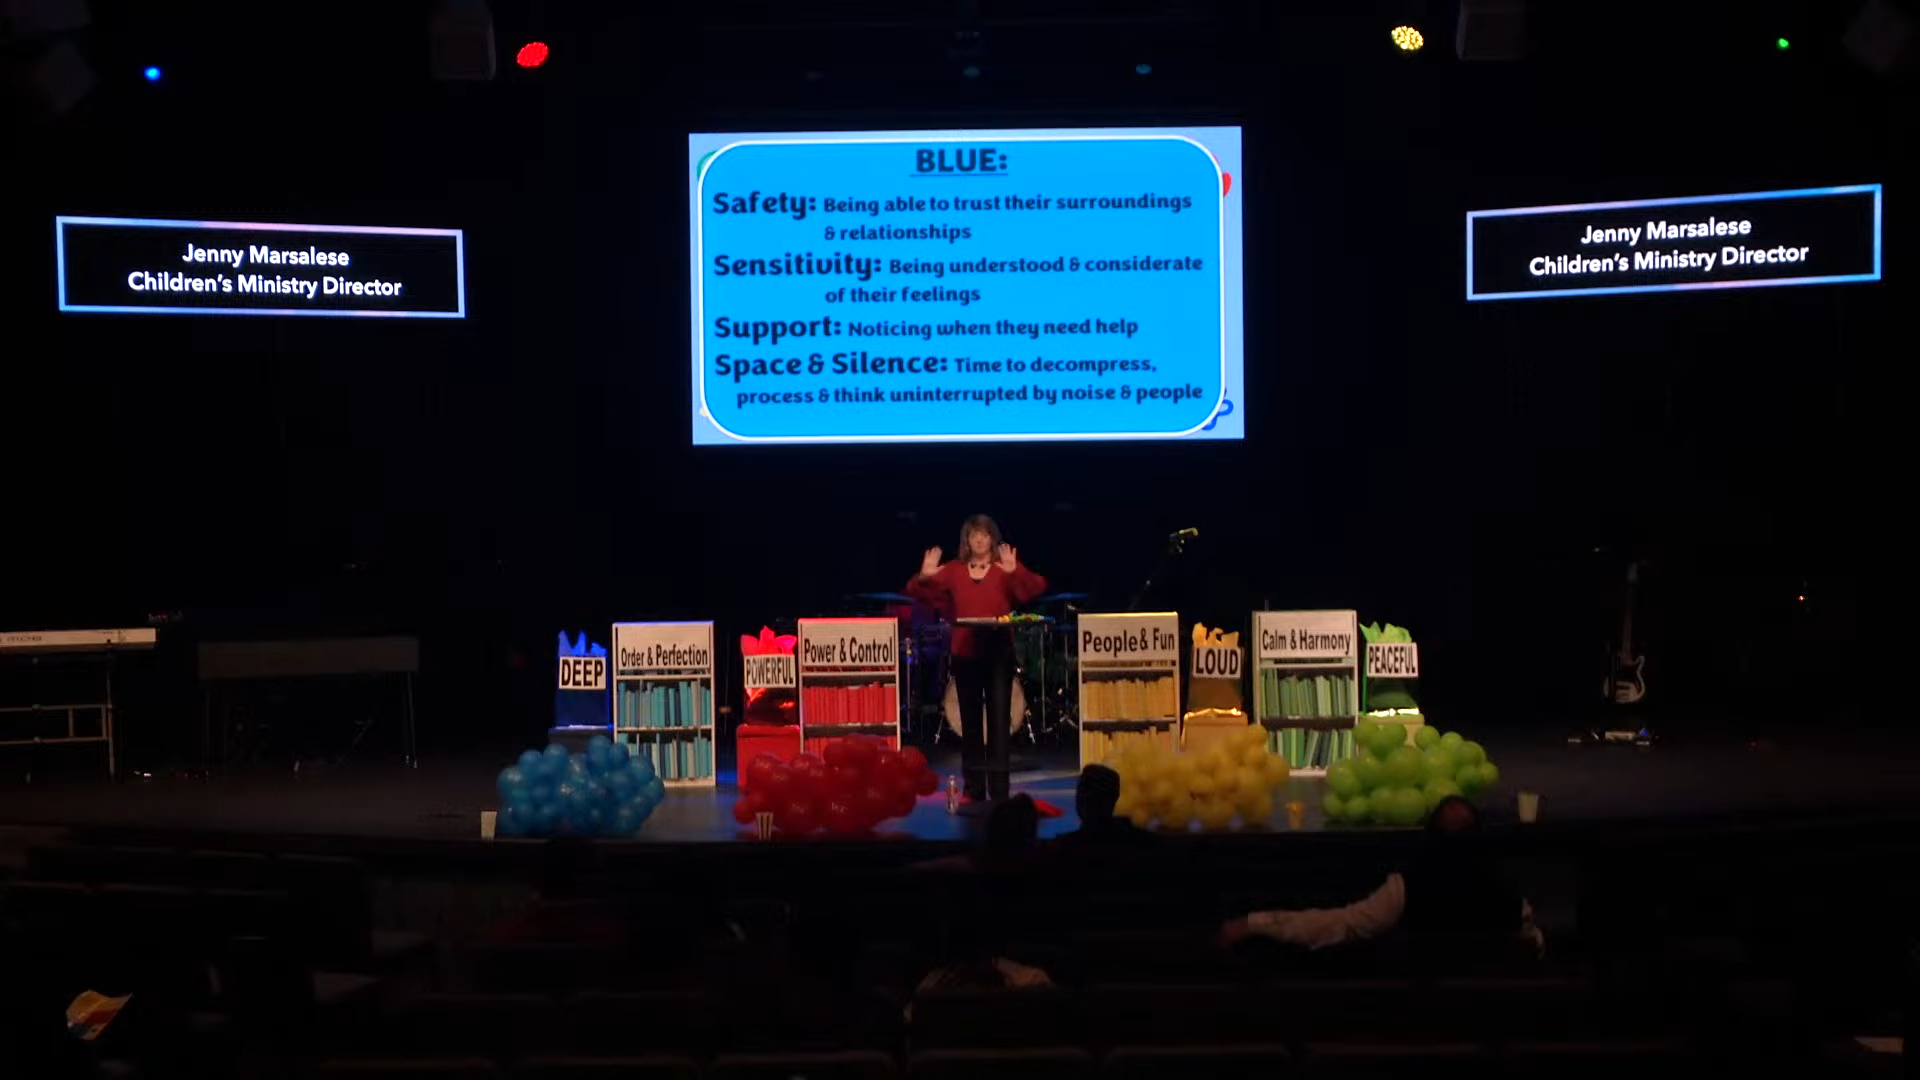 BLUE:
Safety: Being able to trust their surroundings
& relationships
Sensitivity: Being understood & considerate
of their feelings
Support: Noticing when they need help
Space & Silence: Time to decompress,
process & think uninterrupted by noise & people
Jenny Marsalese
Children's Ministry Director
Jenny Marsalese
Children's Ministry Director
DEEP
Order & Perfection
POWERFUL
Power & Control
People & Fun
LOUD
Calm & Harmony
PEACEFUL